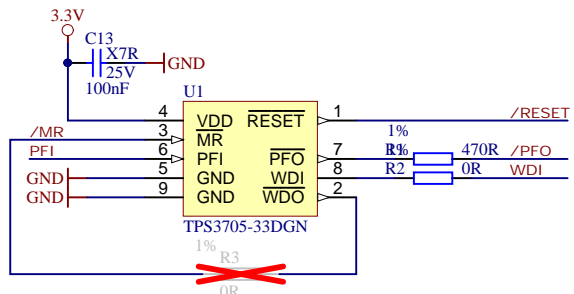 3.3V
C13
X7R
25V
100nF
GND
U1
4 VDD RESET 1 /RESET
/MR 3 MR 1%
PFI 6 PFI PFO 7 R1 470R /PFO
GND 5 GND WDI 8 R2 0R WDI
GND 9 GND WDO 2
TPS3705-33DGN
1%
R3
0R